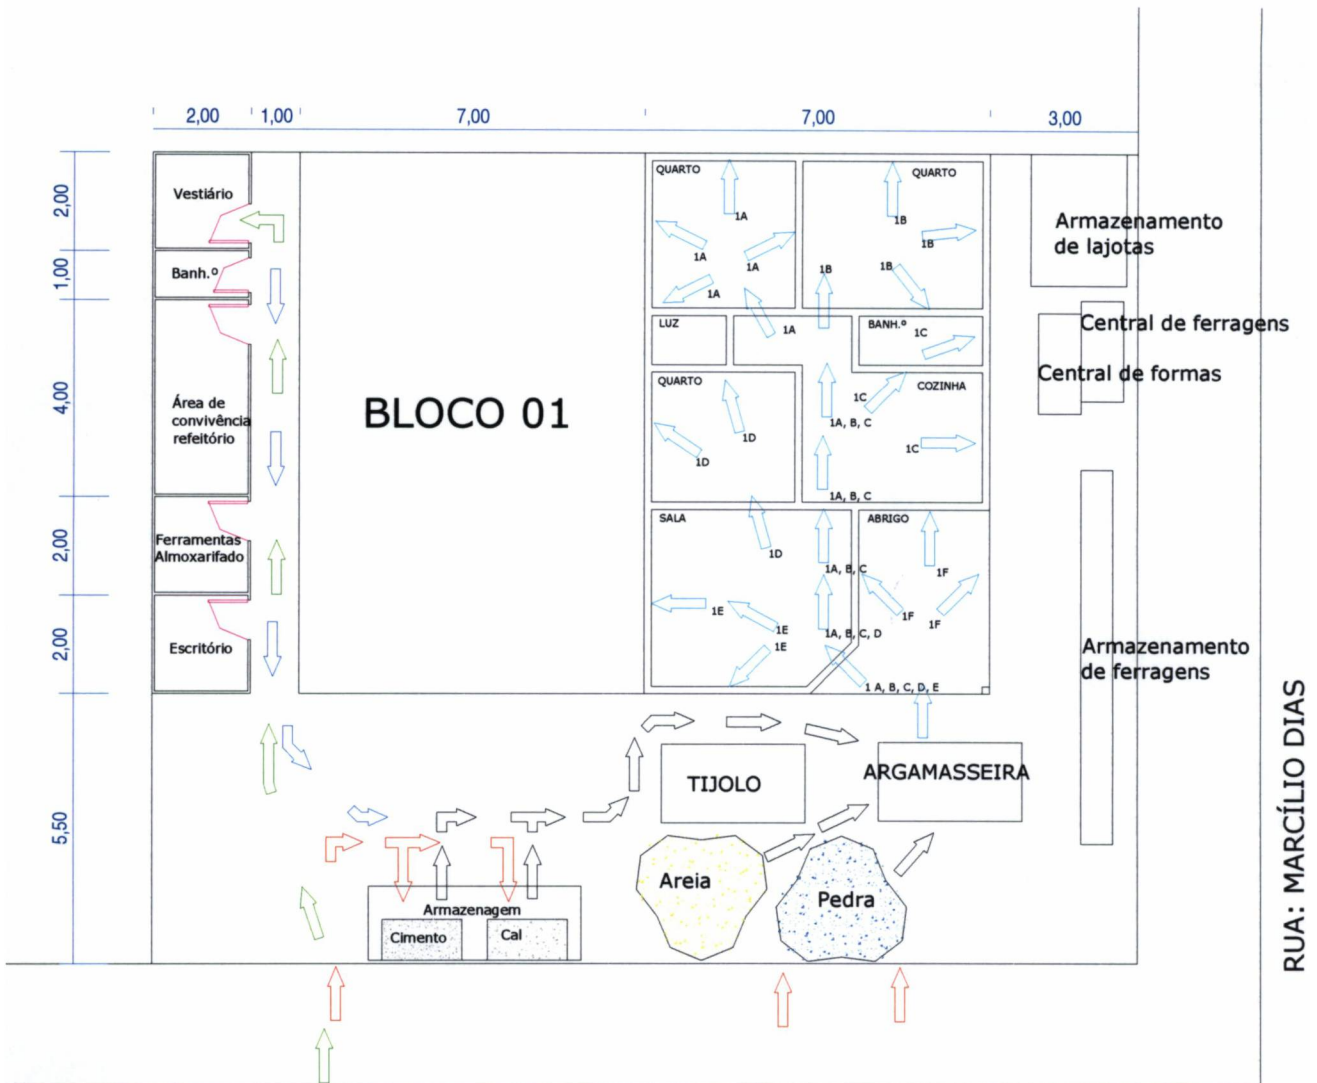 2,00
1,00
7,00
7,00
3,00
2,00
1,00
4,00
2,00
2,00
5,50
Vestiário
Banh.º
Área de
convivência
refeitório
Ferramentas
Almoxarifado
Escritório
BLOCO 01
QUARTO
1A
1A
1A
1A
1A
QUARTO
1B
1B
1B
1B
LUZ
BANH.º
1C
QUARTO
1D
1D
COZINHA
1C
1A, B, C
1C
1A, B, C
SALA
1D
1A, B, C
1E
1E
1E
1A, B, C, D
ABRIGO
1F
1F
1F
1 A, B, C, D, E
Armazenamento
de lajotas
Central de ferragens
Central de formas
Armazenamento
de ferragens
TIJOLO
ARGAMASSEIRA
Areia
Pedra
Armazenagem
Cimento
Cal
RUA: MARCÍLIO DIAS